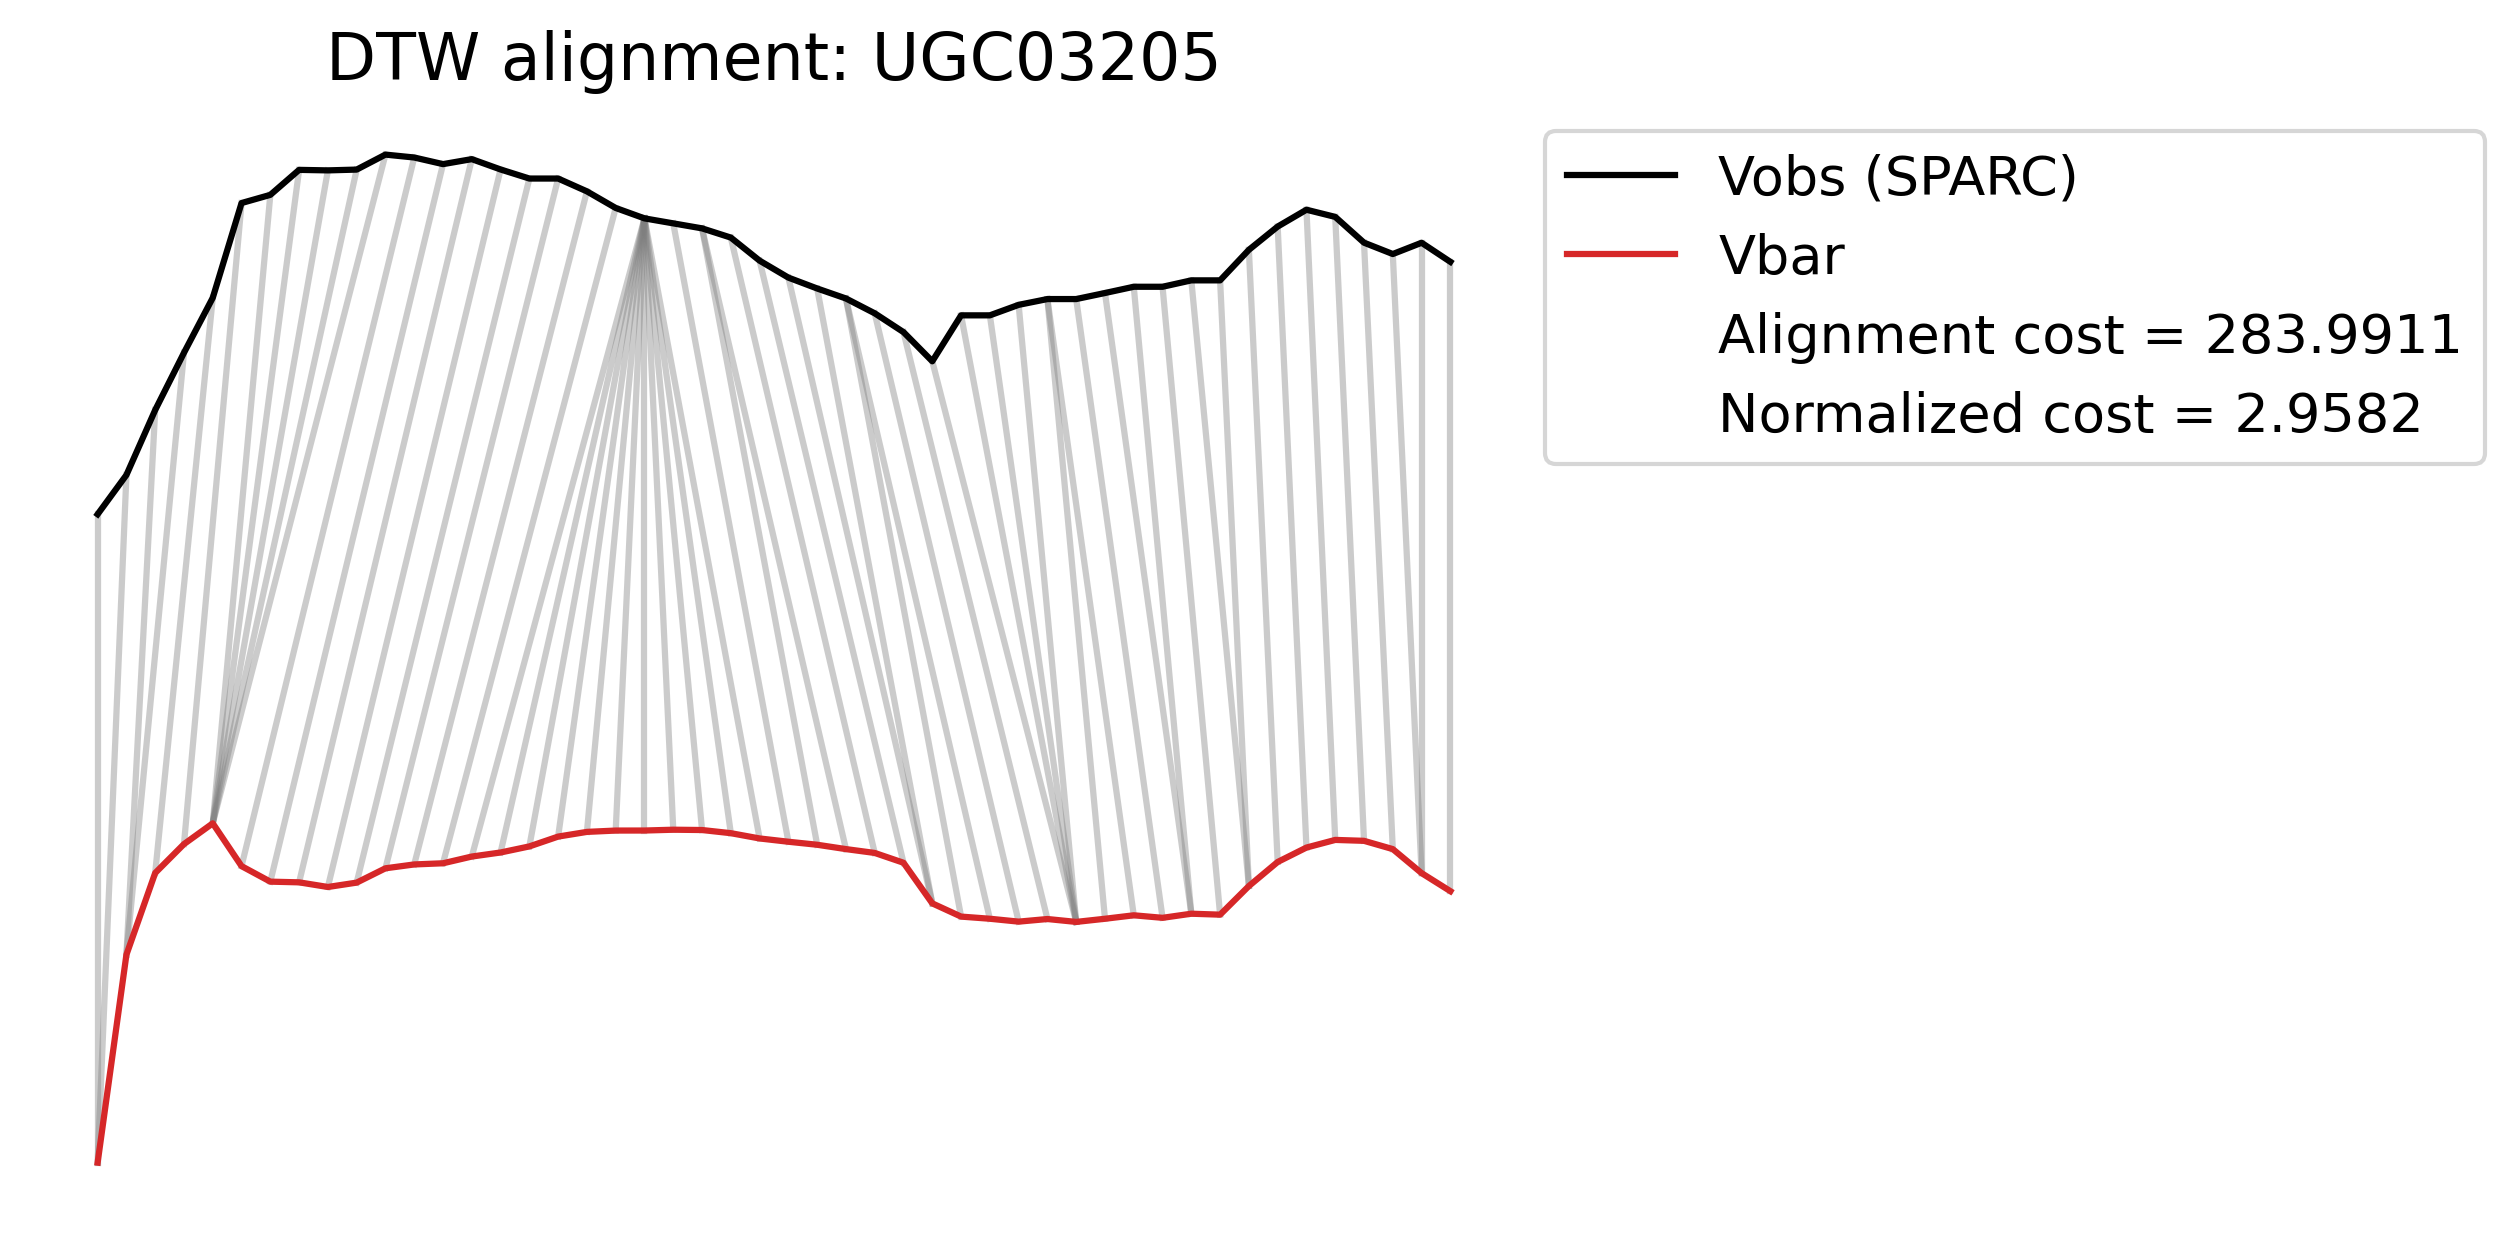 DTW alignment: UGC03205
Vobs (SPARC)
Vbar
Alignment cost = 283.9911
Normalized cost = 2.9582